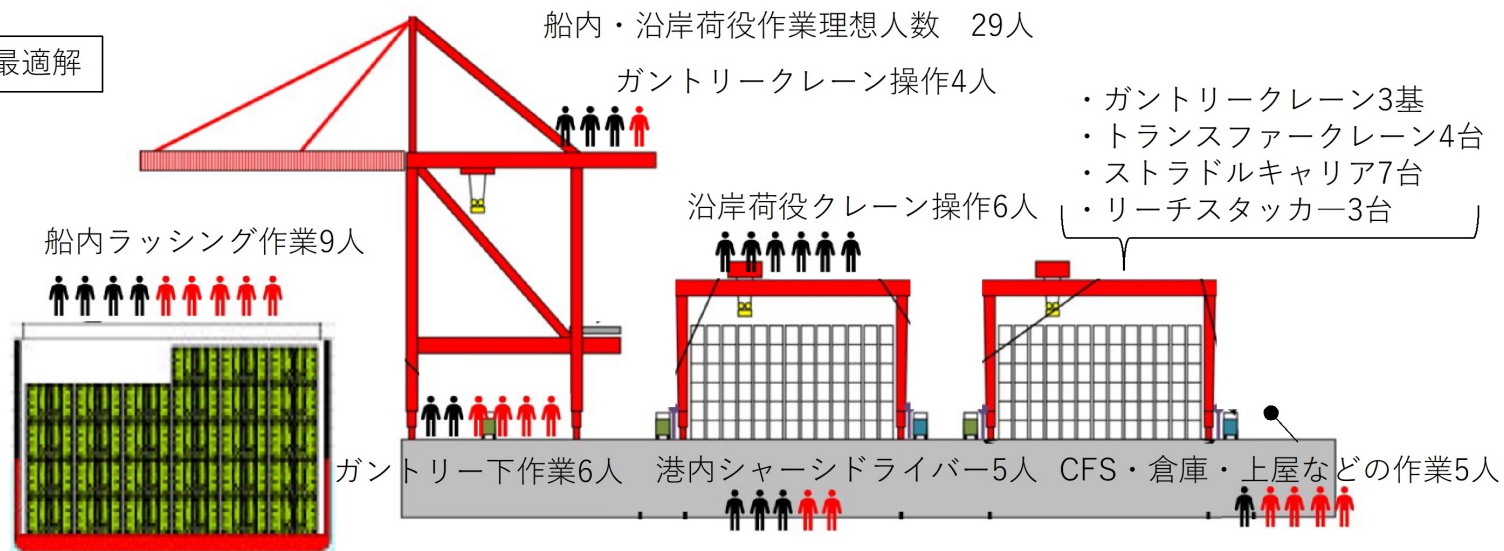 船内・沿岸荷役作業理想人数　29人
最適解
ガントリークレーン操作4人
・ガントリークレーン3基
・トランスファークレーン4台
・ストラドルキャリア7台
・リーチスタッカ―3台
沿岸荷役クレーン操作6人
船内ラッシング作業9人
ガントリー下作業6人
港内シャーシドライバー5人
CFS・倉庫・上屋などの作業5人